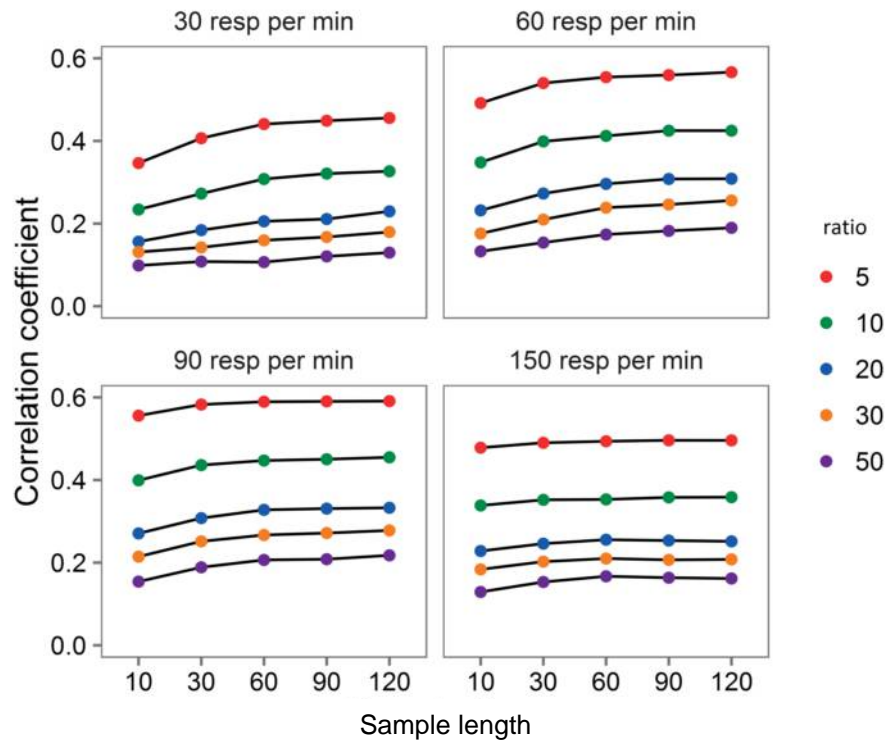 30 resp per min
60 resp per min
0.6
0.4
0.2
0.0
Correlation coefficient
90 resp per min
150 resp per min
0.6
0.4
0.2
0.0
10 30 60 90 120
10 30 60 90 120
Sample length
ratio
5
10
20
30
50